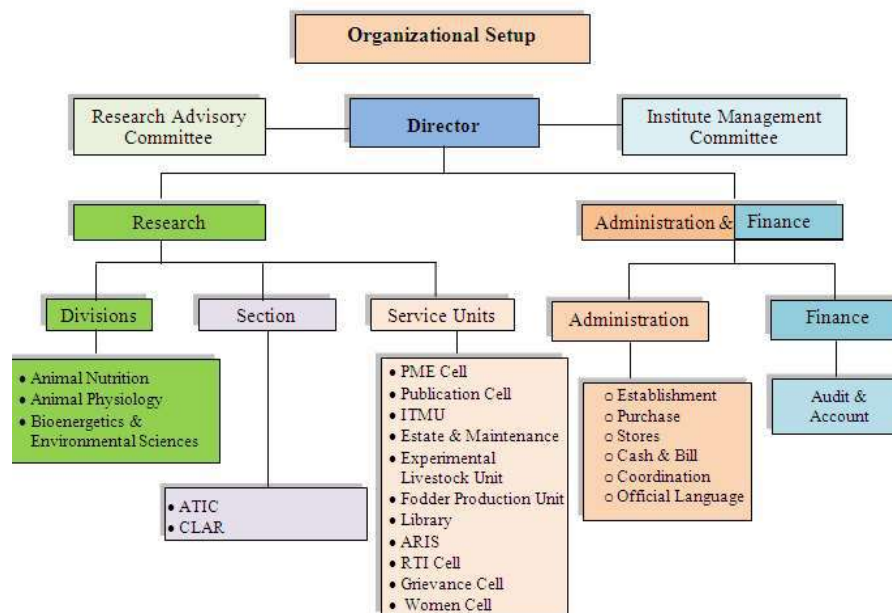 Organizational Setup
Research Advisory
Committee
Director
Institute Management
Committee
Research
Administration & Finance
Divisions
Section
Service Units
Administration
Finance
● Animal Nutrition
● Animal Physiology
● Bioenergetics &
Environmental Sciences
● ATIC
● CLAR
● PME Cell
● Publication Cell
● ITMU
● Estate & Maintenance
● Experimental
Livestock Unit
● Fodder Production Unit
● Library
● ARIS
● RTI Cell
● Grievance Cell
● Women Cell
○ Establishment
○ Purchase
○ Stores
○ Cash & Bill
○ Coordination
○ Official Language
Audit &
Account